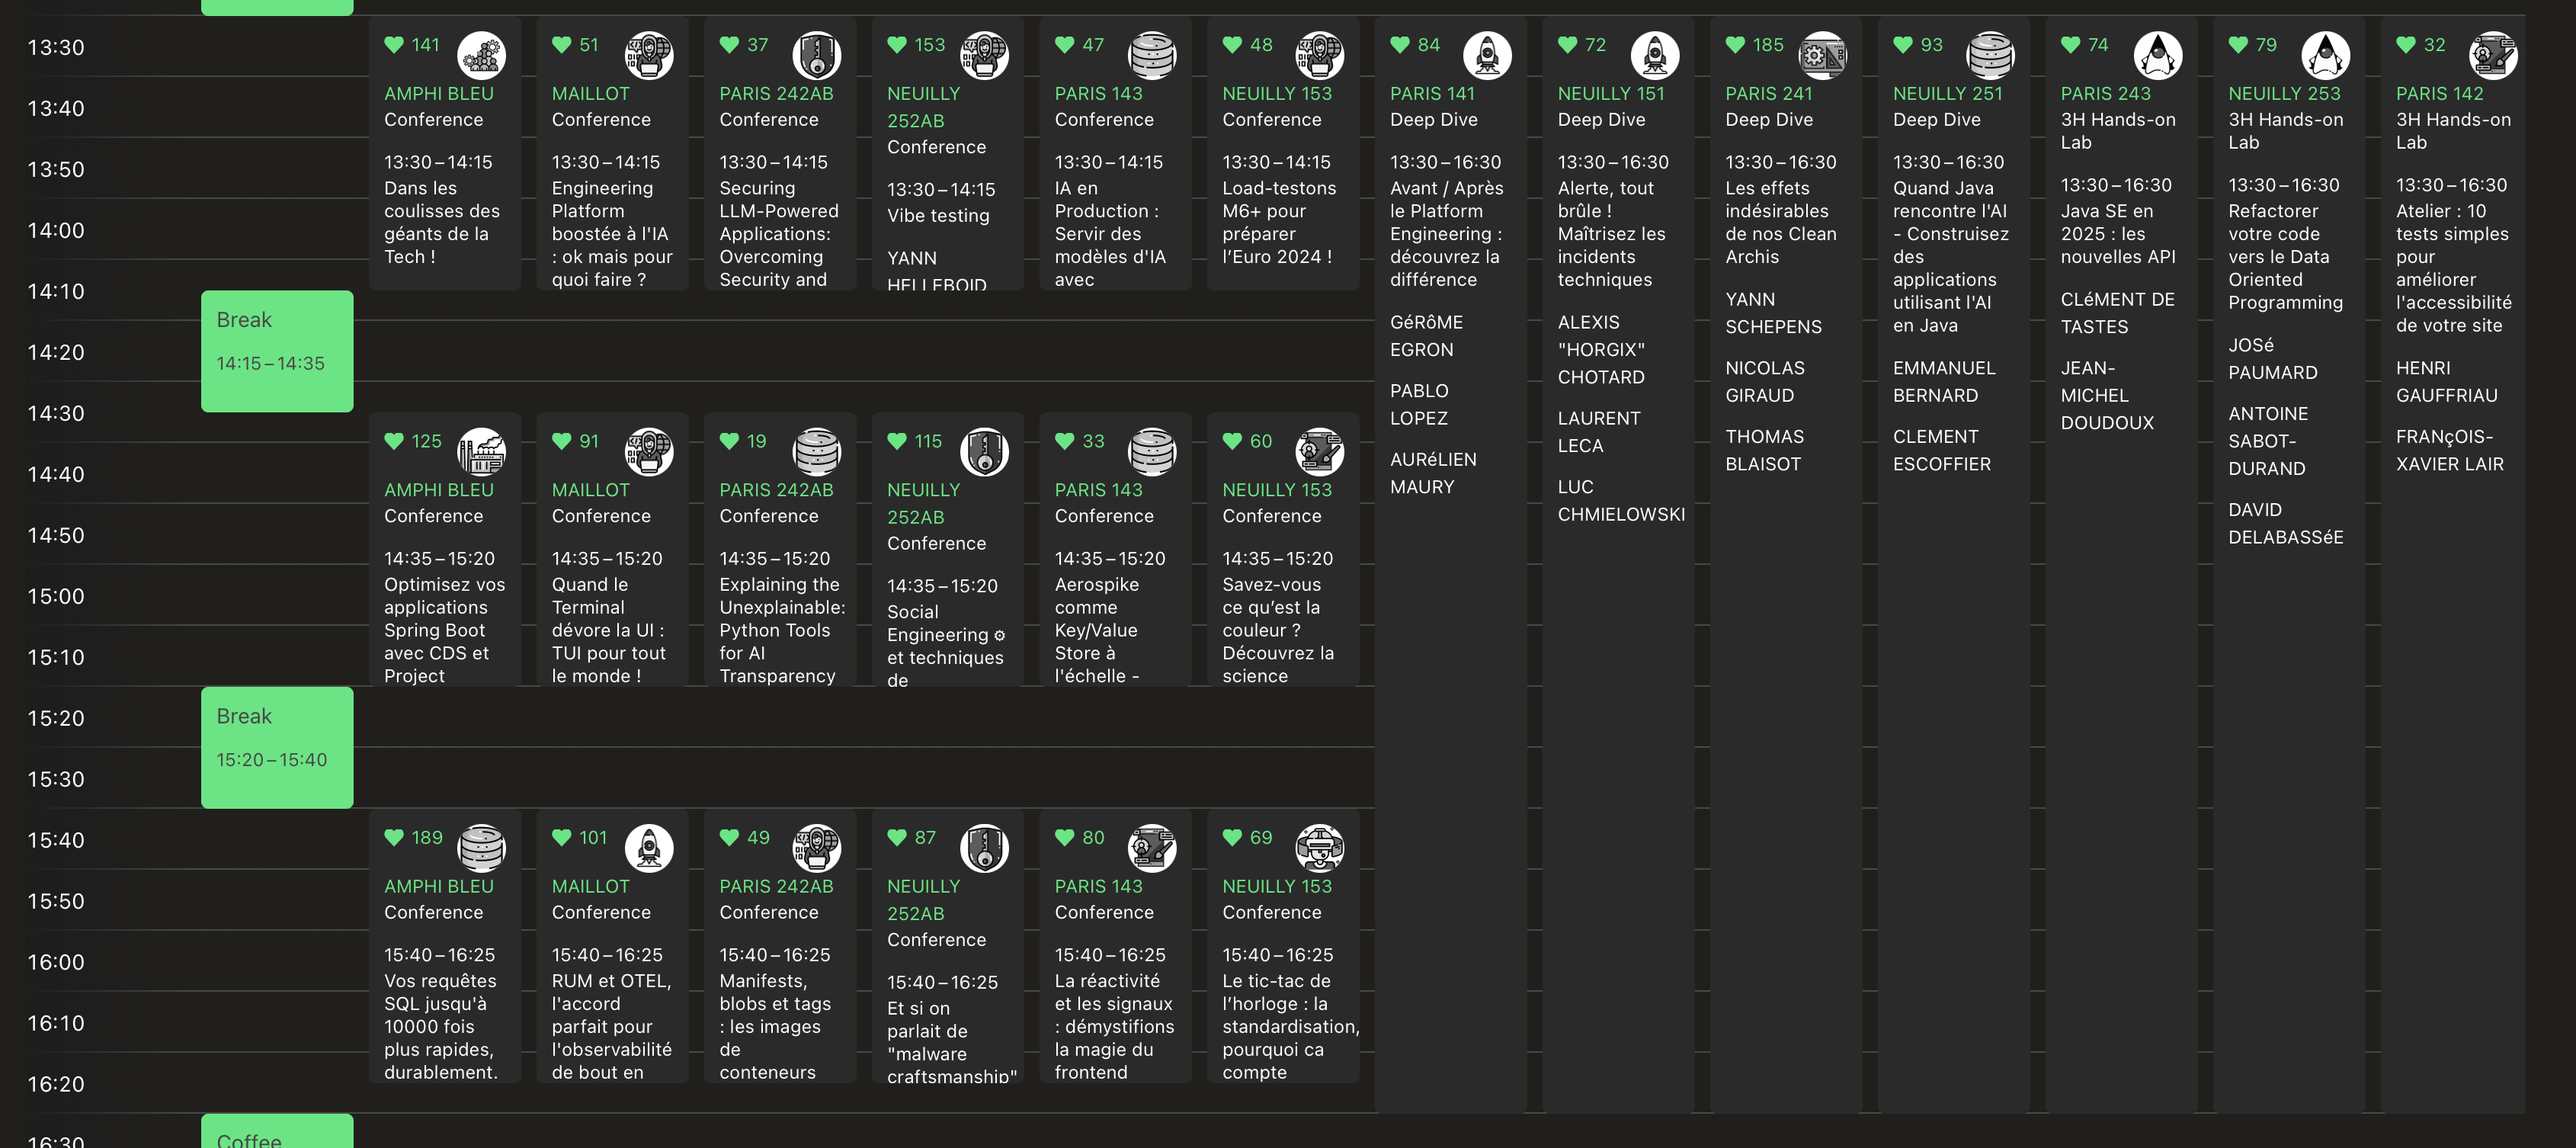 13:30
13:40
13:50
14:00
14:10
14:20
14:30
14:40
14:50
15:00
15:10
15:20
15:30
15:40
15:50
16:00
16:10
16:20
16:30
Break
14:15 – 14:35
Break
15:20 – 15:40
Coffee
141
AMPHI BLEU
Conference
13:30 – 14:15
Dans les
coulisses des
géants de la
Tech !
51
MAILLOT
Conference
13:30 – 14:15
Engineering
Platform
boostée à l'IA
: ok mais pour
quoi faire ?
37
PARIS 242AB
Conference
13:30 – 14:15
Securing
LLM-Powered
Applications:
Overcoming
Security and
153
NEUILLY
252AB
Conference
13:30 – 14:15
Vibe testing
YANN
HELLEBOID
47
PARIS 143
Conference
13:30 – 14:15
IA en
Production :
Servir des
modèles d'IA
avec
48
NEUILLY 153
Conference
13:30 – 14:15
Load-testons
M6+ pour
préparer
l’Euro 2024 !
84
PARIS 141
Deep Dive
13:30 – 16:30
Avant / Après
le Platform
Engineering :
découvrez la
différence
GéRôME
EGRON
PABLO
LOPEZ
AURéLIEN
MAURY
72
NEUILLY 151
Deep Dive
13:30 – 16:30
Alerte, tout
brûle !
Maîtrisez les
incidents
techniques
ALEXIS
"HORGIX"
CHOTARD
LAURENT
LECA
LUC
CHMIELOWSKI
185
PARIS 241
Deep Dive
13:30 – 16:30
Les effets
indésirables
de nos Clean
Archis
YANN
SCHEPENS
NICOLAS
GIRAUD
THOMAS
BLAISOT
93
NEUILLY 251
Deep Dive
13:30 – 16:30
Quand Java
rencontre l'AI
- Construisez
des
applications
utilisant l'AI
en Java
EMMANUEL
BERNARD
CLEMENT
ESCOFFIER
74
PARIS 243
3H Hands-on
Lab
13:30 – 16:30
Java SE en
2025 : les
nouvelles API
CLéMENT DE
TASTES
JEAN-
MICHEL
DOUDOUX
79
NEUILLY 253
3H Hands-on
Lab
13:30 – 16:30
Refactorer
votre code
vers le Data
Oriented
Programming
JOSé
PAUMARD
ANTOINE
SABOT-
DURAND
DAVID
DELABASSéE
32
PARIS 142
3H Hands-on
Lab
13:30 – 16:30
Atelier : 10
tests simples
pour
améliorer
l'accessibilité
de votre site
HENRI
GAUFFRIAU
FRANçOIS-
XAVIER LAIR
125
AMPHI BLEU
Conference
14:35 – 15:20
Optimisez vos
applications
Spring Boot
avec CDS et
Project
91
MAILLOT
Conference
14:35 – 15:20
Quand le
Terminal
dévore la UI :
TUI pour tout
le monde !
19
PARIS 242AB
Conference
14:35 – 15:20
Explaining the
Unexplainable:
Python Tools
for AI
Transparency
115
NEUILLY
252AB
Conference
14:35 – 15:20
Social
Engineering ⚙
et techniques
de
33
PARIS 143
Conference
14:35 – 15:20
Aerospike
comme
Key/Value
Store à
l'échelle -
60
NEUILLY 153
Conference
14:35 – 15:20
Savez-vous
ce qu’est la
couleur ?
Découvrez la
science
189
AMPHI BLEU
Conference
15:40 – 16:25
Vos requêtes
SQL jusqu'à
10000 fois
plus rapides,
durablement.
101
MAILLOT
Conference
15:40 – 16:25
RUM et OTEL,
l'accord
parfait pour
l'observabilité
de bout en
49
PARIS 242AB
Conference
15:40 – 16:25
Manifests,
blobs et tags
: les images
de
conteneurs
87
NEUILLY
252AB
Conference
15:40 – 16:25
Et si on
parlait de
"malware
craftsmanship"
80
PARIS 143
Conference
15:40 – 16:25
La réactivité
et les signaux
: démystifions
la magie du
frontend
69
NEUILLY 153
Conference
15:40 – 16:25
Le tic-tac de
l’horloge : la
standardisation,
pourquoi ca
compte